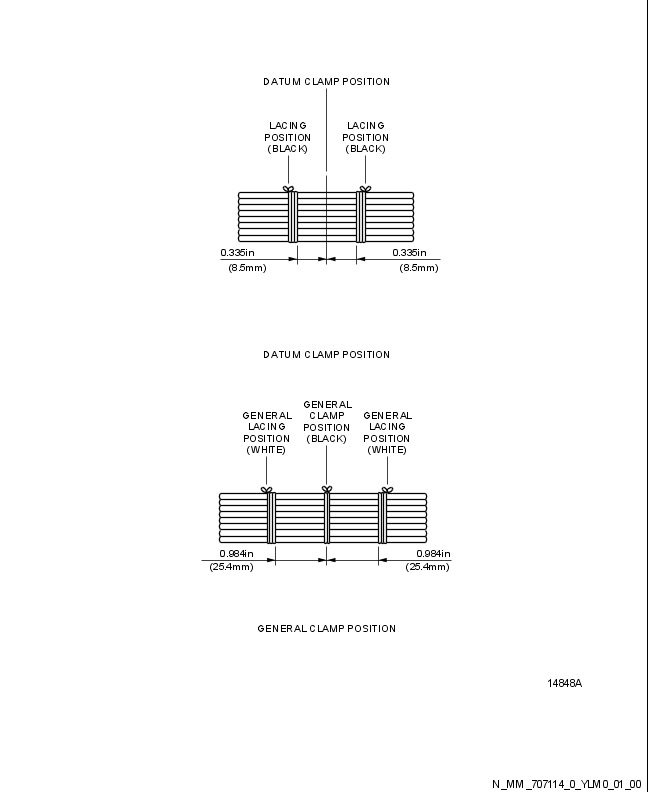 DATUM CLAMP POSITION
LACING
POSITION
(BLACK)
LACING
POSITION
(BLACK)
0.335in
(8.5mm)
0.335in
(8.5mm)
DATUM CLAMP POSITION
GENERAL
LACING
POSITION
(WHITE)
GENERAL
CLAMP
POSITION
(BLACK)
GENERAL
LACING
POSITION
(WHITE)
0.984in
(25.4mm)
0.984in
(25.4mm)
GENERAL CLAMP POSITION
14848A
N_MM_707114_0_YLM0_01_00